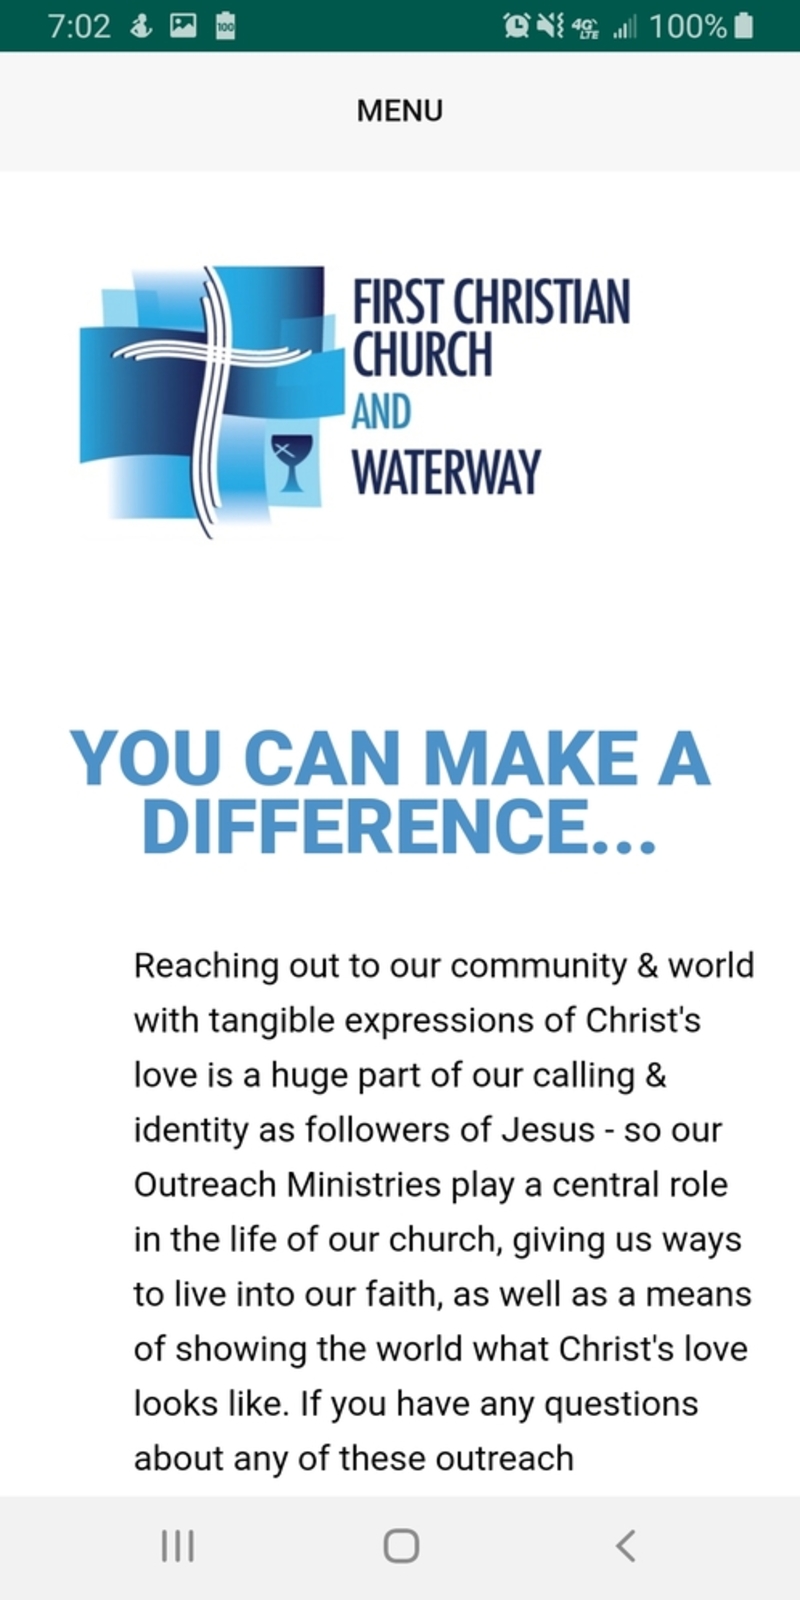 7:02 100 4G LTE 100%
MENU
FIRST CHRISTIAN
CHURCH
AND
WATERWAY
YOU CAN MAKE A
DIFFERENCE...
Reaching out to our community & world
with tangible expressions of Christ's
love is a huge part of our calling &
identity as followers of Jesus - so our
Outreach Ministries play a central role
in the life of our church, giving us ways
to live into our faith, as well as a means
of showing the world what Christ's love
looks like. If you have any questions
about any of these outreach